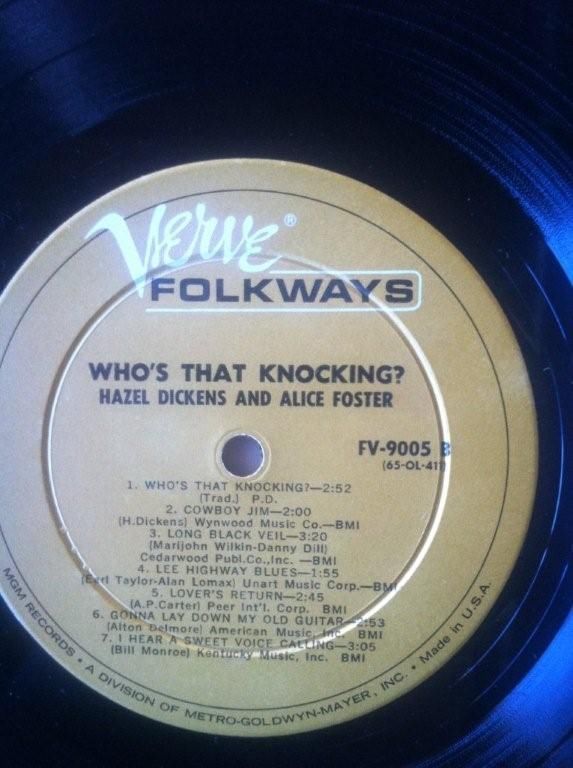 Verve®
FOLKWAYS
WHO'S THAT KNOCKING?
HAZEL DICKENS AND ALICE FOSTER
FV-9005 B
(65-OL-411)
1. WHO'S THAT KNOCKING?—2:52
(Trad.) P.D.
2. COWBOY JIM—2:00
(H.Dickens) Wynwood Music Co.—BMI
3. LONG BLACK VEIL—3:20
(Marijohn Wilkin-Danny Dill)
Cedarwood Publ.Co.,Inc. —BMI
4. LEE HIGHWAY BLUES—1:55
(Earl Taylor-Alan Lomax) Unart Music Corp.—BMI
5. LOVER'S RETURN—2:45
(A.P.Carter) Peer Int'l. Corp. BMI
6. GONNA LAY DOWN MY OLD GUITAR—2:53
(Alton Delmore) American Music, Inc. BMI
7. I HEAR A SWEET VOICE CALLING—3:05
(Bill Monroe) Kentucky Music, Inc. BMI
MGM RECORDS • A DIVISION OF METRO-GOLDWYN-MAYER, INC. • Made in U.S.A.